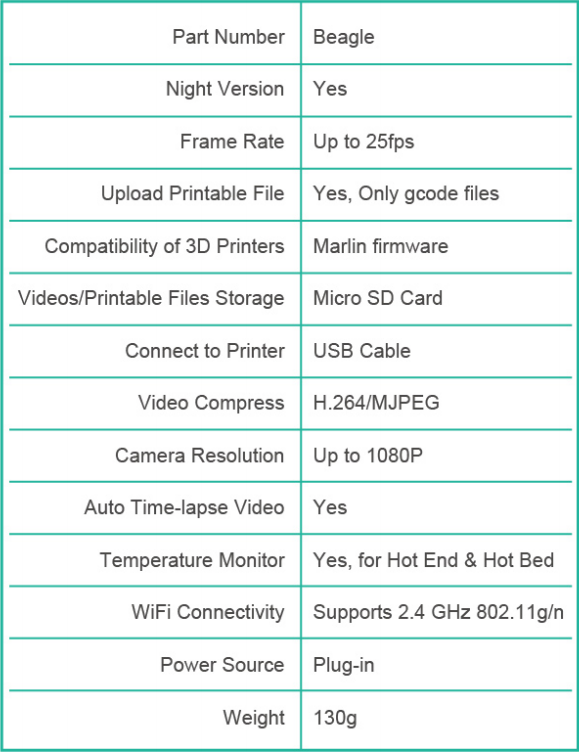 Part Number Beagle
Night Version Yes
Frame Rate Up to 25fps
Upload Printable File Yes, Only gcode files
Compatibility of 3D Printers Marlin firmware
Videos/Printable Files Storage Micro SD Card
Connect to Printer USB Cable
Video Compress H.264/MJPEG
Camera Resolution Up to 1080P
Auto Time-lapse Video Yes
Temperature Monitor Yes, for Hot End & Hot Bed
WiFi Connectivity Supports 2.4 GHz 802.11g/n
Power Source Plug-in
Weight 130g